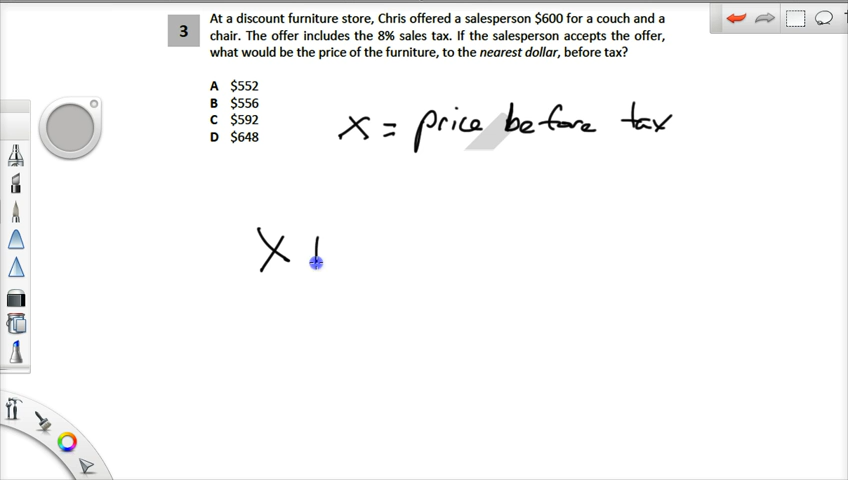 3
At a discount furniture store, Chris offered a salesperson $600 for a couch and a
chair. The offer includes the 8% sales tax. If the salesperson accepts the offer,
what would be the price of the furniture, to the nearest dollar, before tax?
A $552
B $556
C $592
D $648
x = price before tax
x